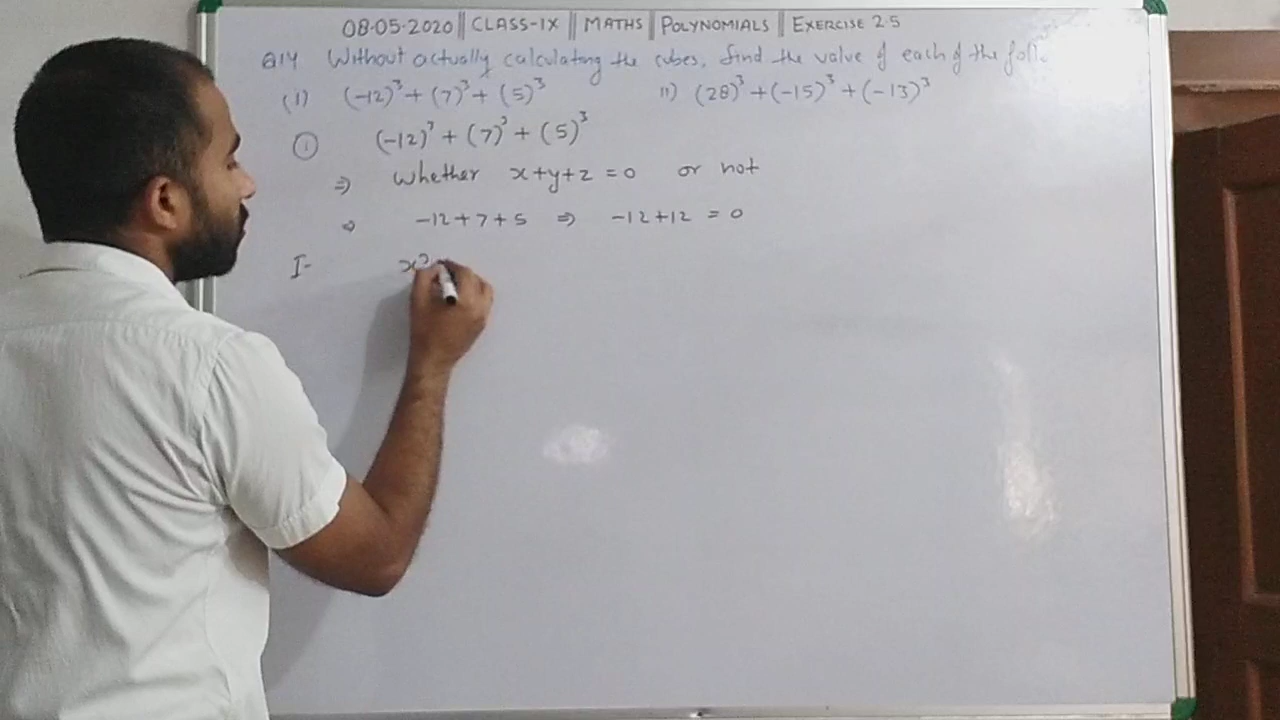 08.05.2020 || CLASS-IX || MATHS || POLYNOMIALS || EXERCISE 2.5
Q14 Without actually calculating the cubes, find the value of each of the foll
(I) (-12)³ + (7)³ + (5)³ II) (28)³ + (-15)³ + (-13)³
(i) (-12)³ + (7)³ + (5)³
⇒ Whether x+y+z = 0 or not
⇒ -12+7+5 ⇒ -12+12 = 0
I- x³